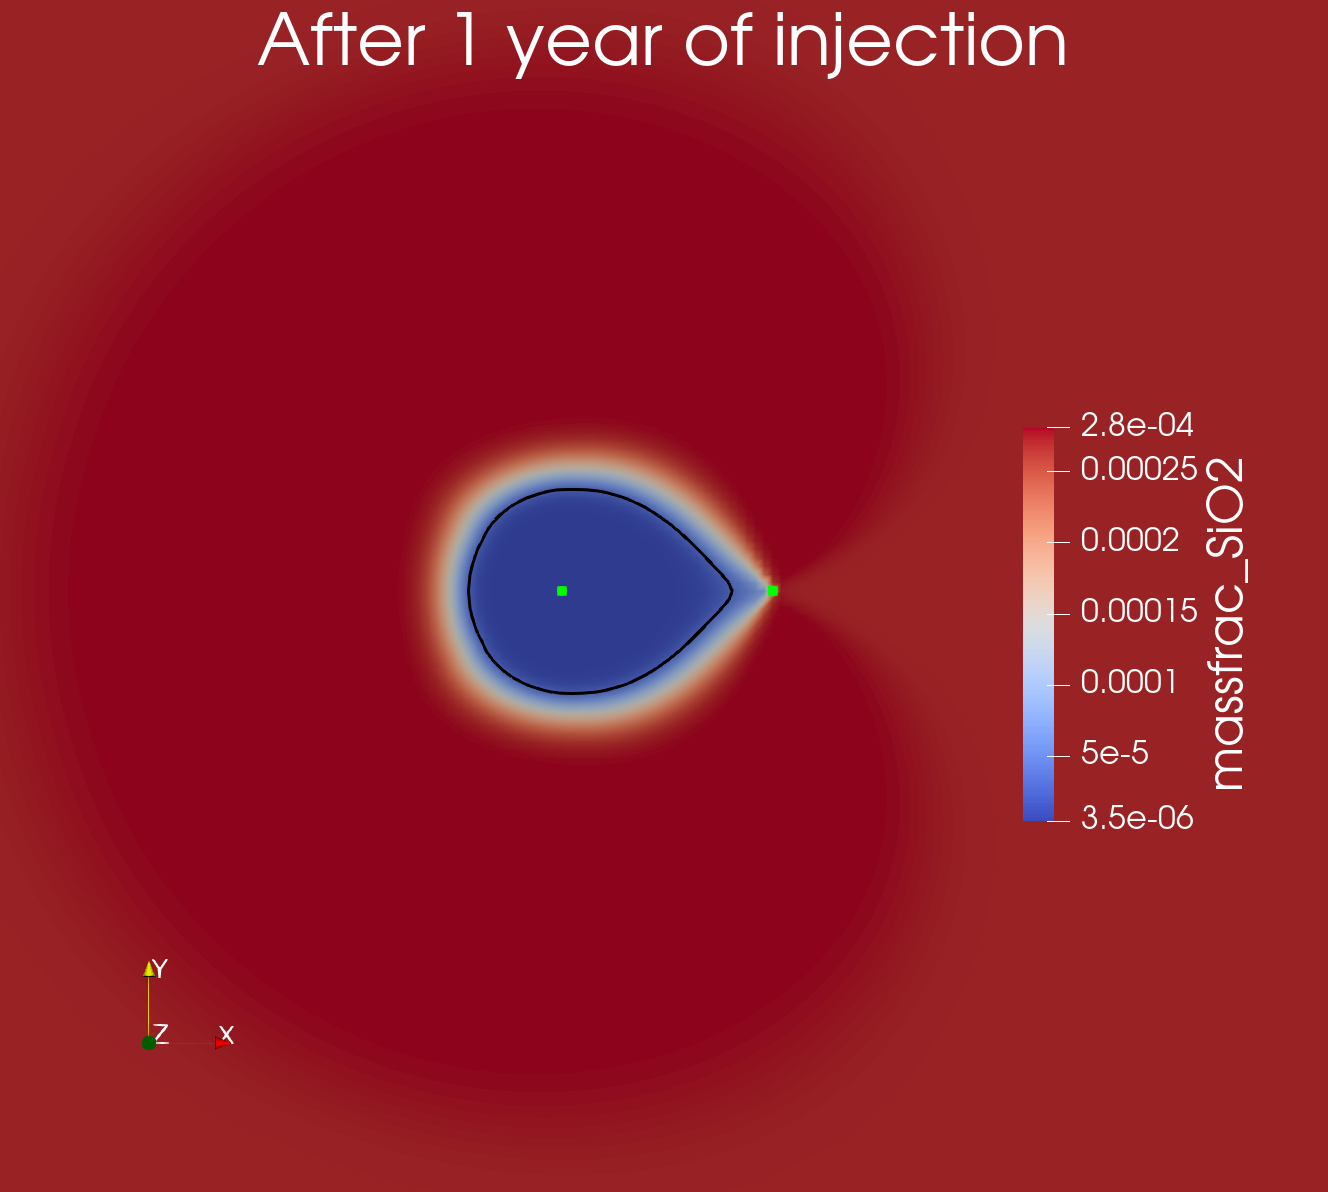 After 1 year of injection
2.8e-04
0.00025
0.0002
0.00015
0.0001
5e-5
3.5e-06
massfrac_SiO2
Y
Z
X